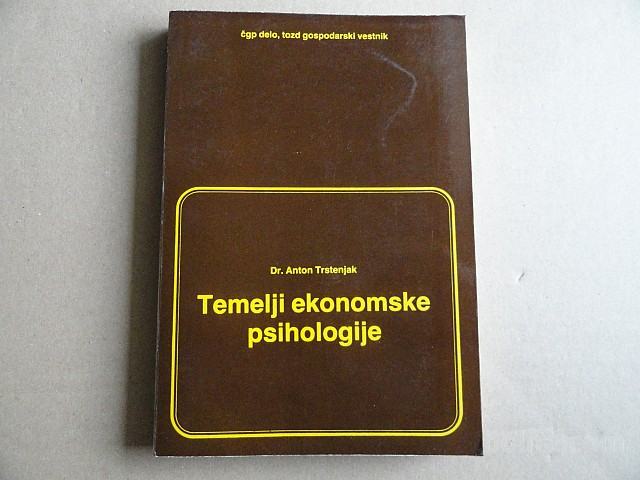 čgp delo, tozd gospodarski vestnik
Dr. Anton Trstenjak
Temelji ekonomske
psihologije